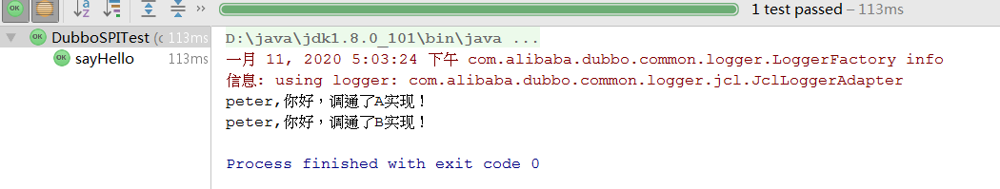 OK
1 test passed – 113ms
OK DubboSPITest (c 113ms
OK sayHello 113ms
D:\java\jdk1.8.0_101\bin\java ...
一月 11, 2020 5:03:24 下午 com.alibaba.dubbo.common.logger.LoggerFactory info
信息: using logger: com.alibaba.dubbo.common.logger.jcl.JclLoggerAdapter
peter,你好，调通了A实现！
peter,你好，调通了B实现！
Process finished with exit code 0